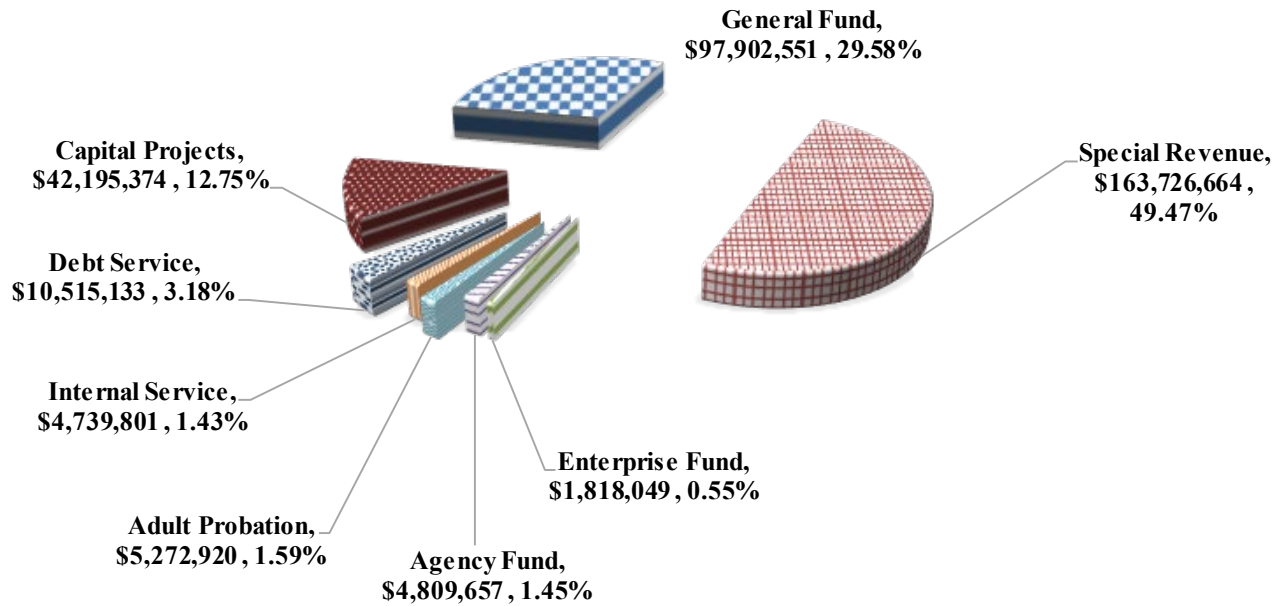 General Fund,
$97,902,551 , 29.58%
Special Revenue,
$163,726,664 ,
49.47%
Capital Projects,
$42,195,374 , 12.75%
Debt Service,
$10,515,133 , 3.18%
Internal Service,
$4,739,801 , 1.43%
Enterprise Fund,
$1,818,049 , 0.55%
Adult Probation,
$5,272,920 , 1.59%
Agency Fund,
$4,809,657 , 1.45%